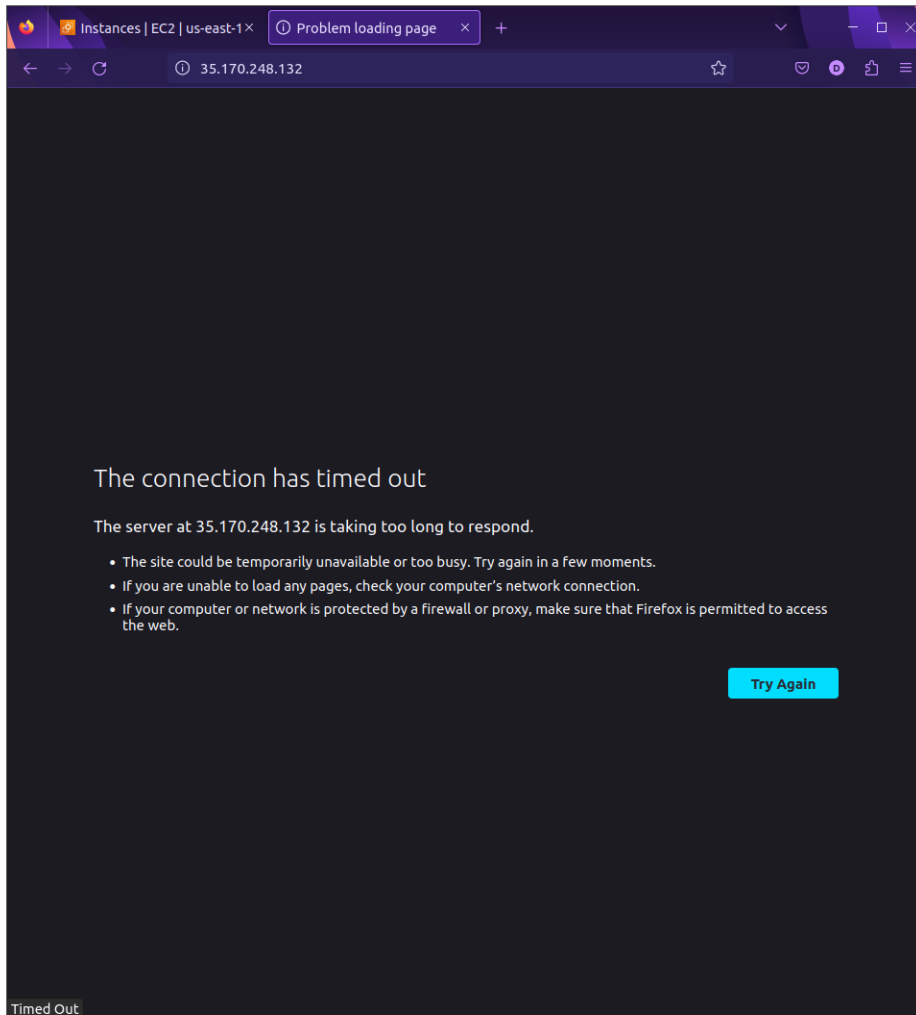 Instances | EC2 | us-east-1
Problem loading page
35.170.248.132
D
The connection has timed out
The server at 35.170.248.132 is taking too long to respond.
• The site could be temporarily unavailable or too busy. Try again in a few moments.
• If you are unable to load any pages, check your computer’s network connection.
• If your computer or network is protected by a firewall or proxy, make sure that Firefox is permitted to access
the web.
Try Again
Timed Out